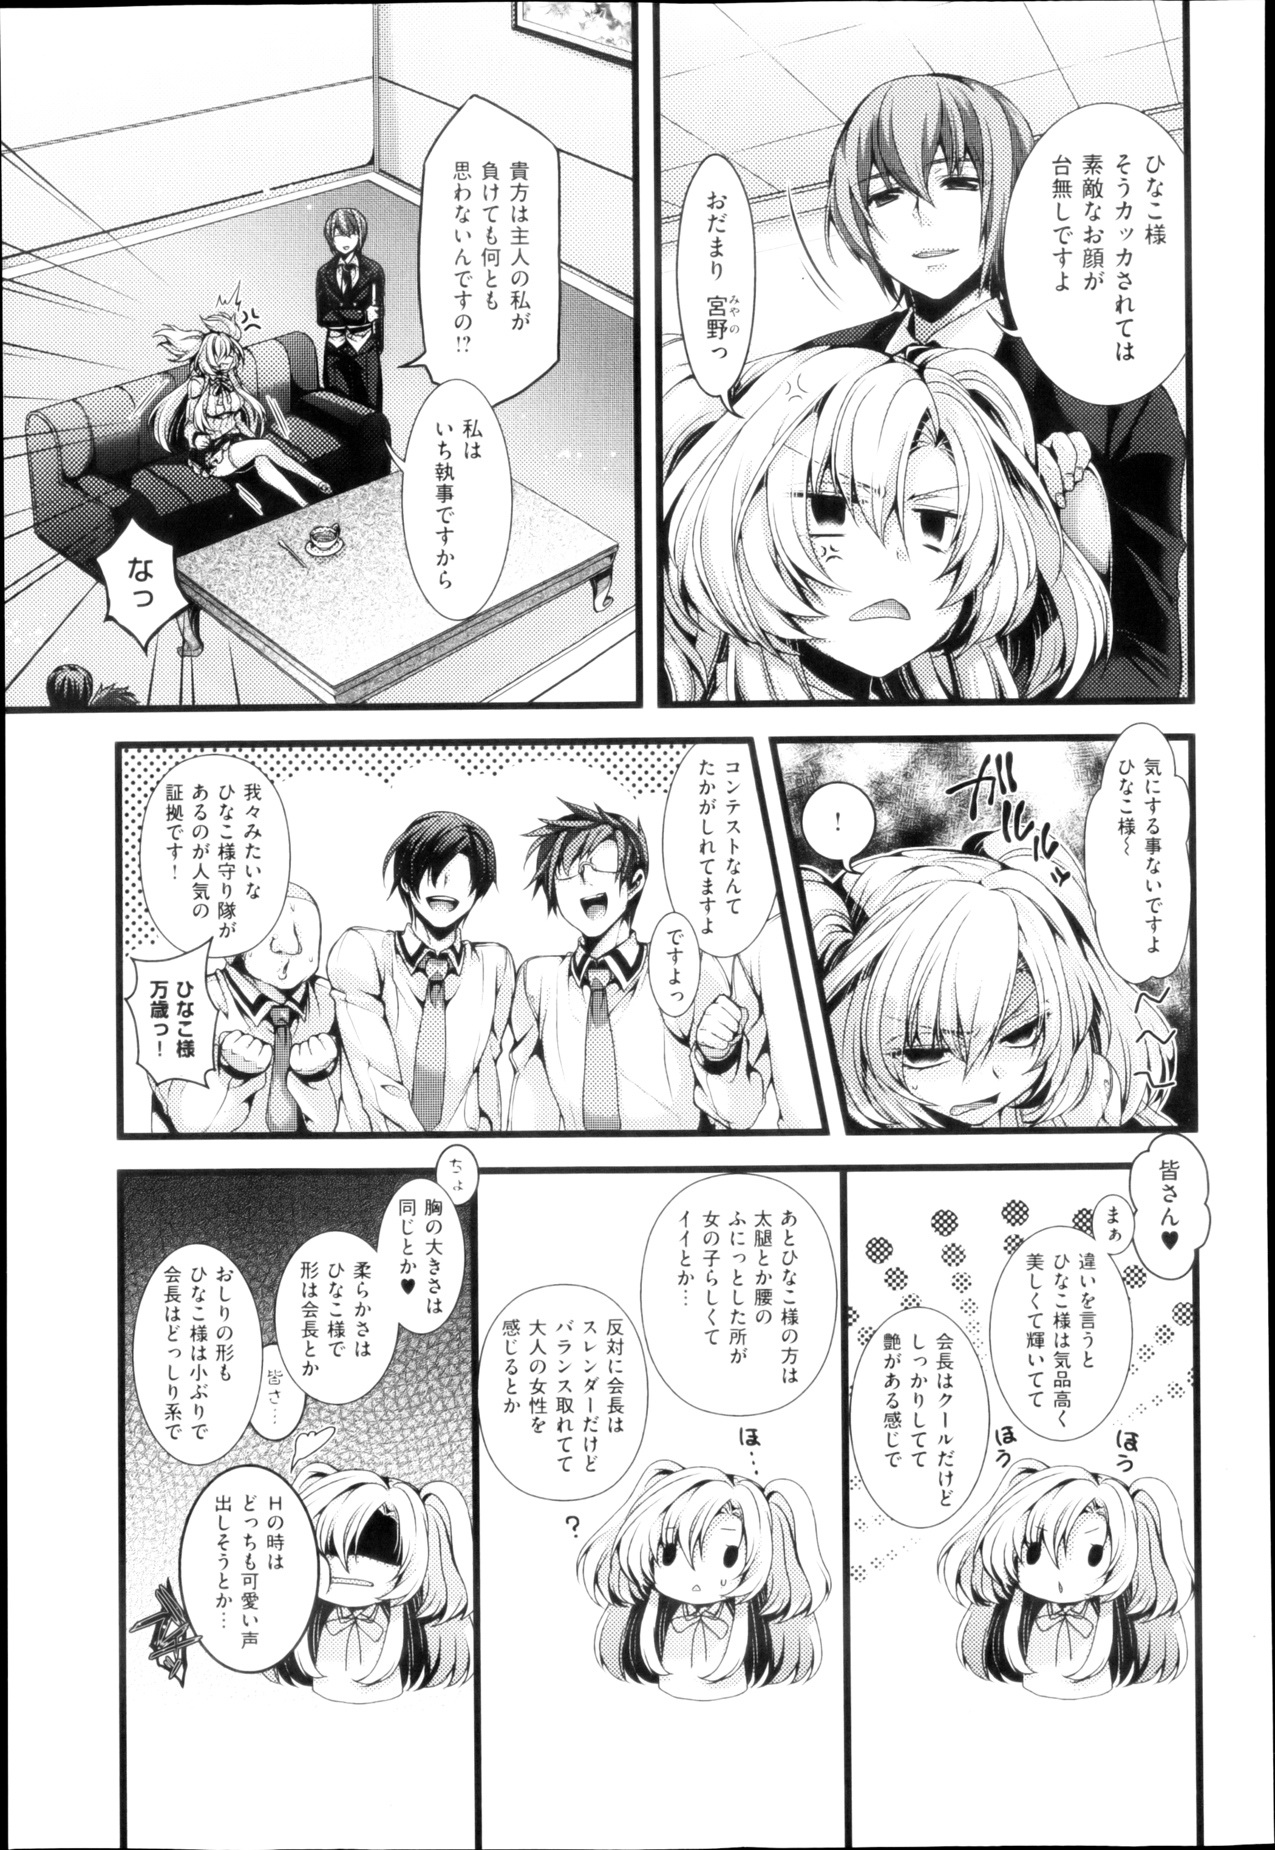 ひなこ様
そうカッカされては
素敵なお顔が
台無しですよ
おだまり 宮野っ
みやの
貴方は主人の私が
負けても何とも
思わないんですの!?
私は
いち執事ですから
なっ
気にする事ないですよ
ひなこ様~
!
グルルルッ
コンテストなんて
たかがしれてますよ
ですよっ
我々みたいな
ひなこ様守り隊が
あるのが人気の
証拠です!
ひなこ様
万歳っ!
皆さん♥
まぁ
違いを言うと
ひなこ様は気品高く
美しくて輝いてて
会長はクールだけど
しっかりしてて
艶がある感じで
ほう
ほう
あとひなこ様の方は
太腿とか腰の
ふにっとした所が
女の子らしくて
イイとか…
反対に会長は
スレンダーだけど
バランス取れてて
大人の女性を
感じるとか
ほ…
?
ちょ
胸の大きさは
同じとか♥
柔らかさは
ひなこ様で
形は会長とか
皆さ…
おしりの形も
ひなこ様は小ぶりで
会長はどっしり系で
Hの時は
どっちも可愛い声
出しそうとか…